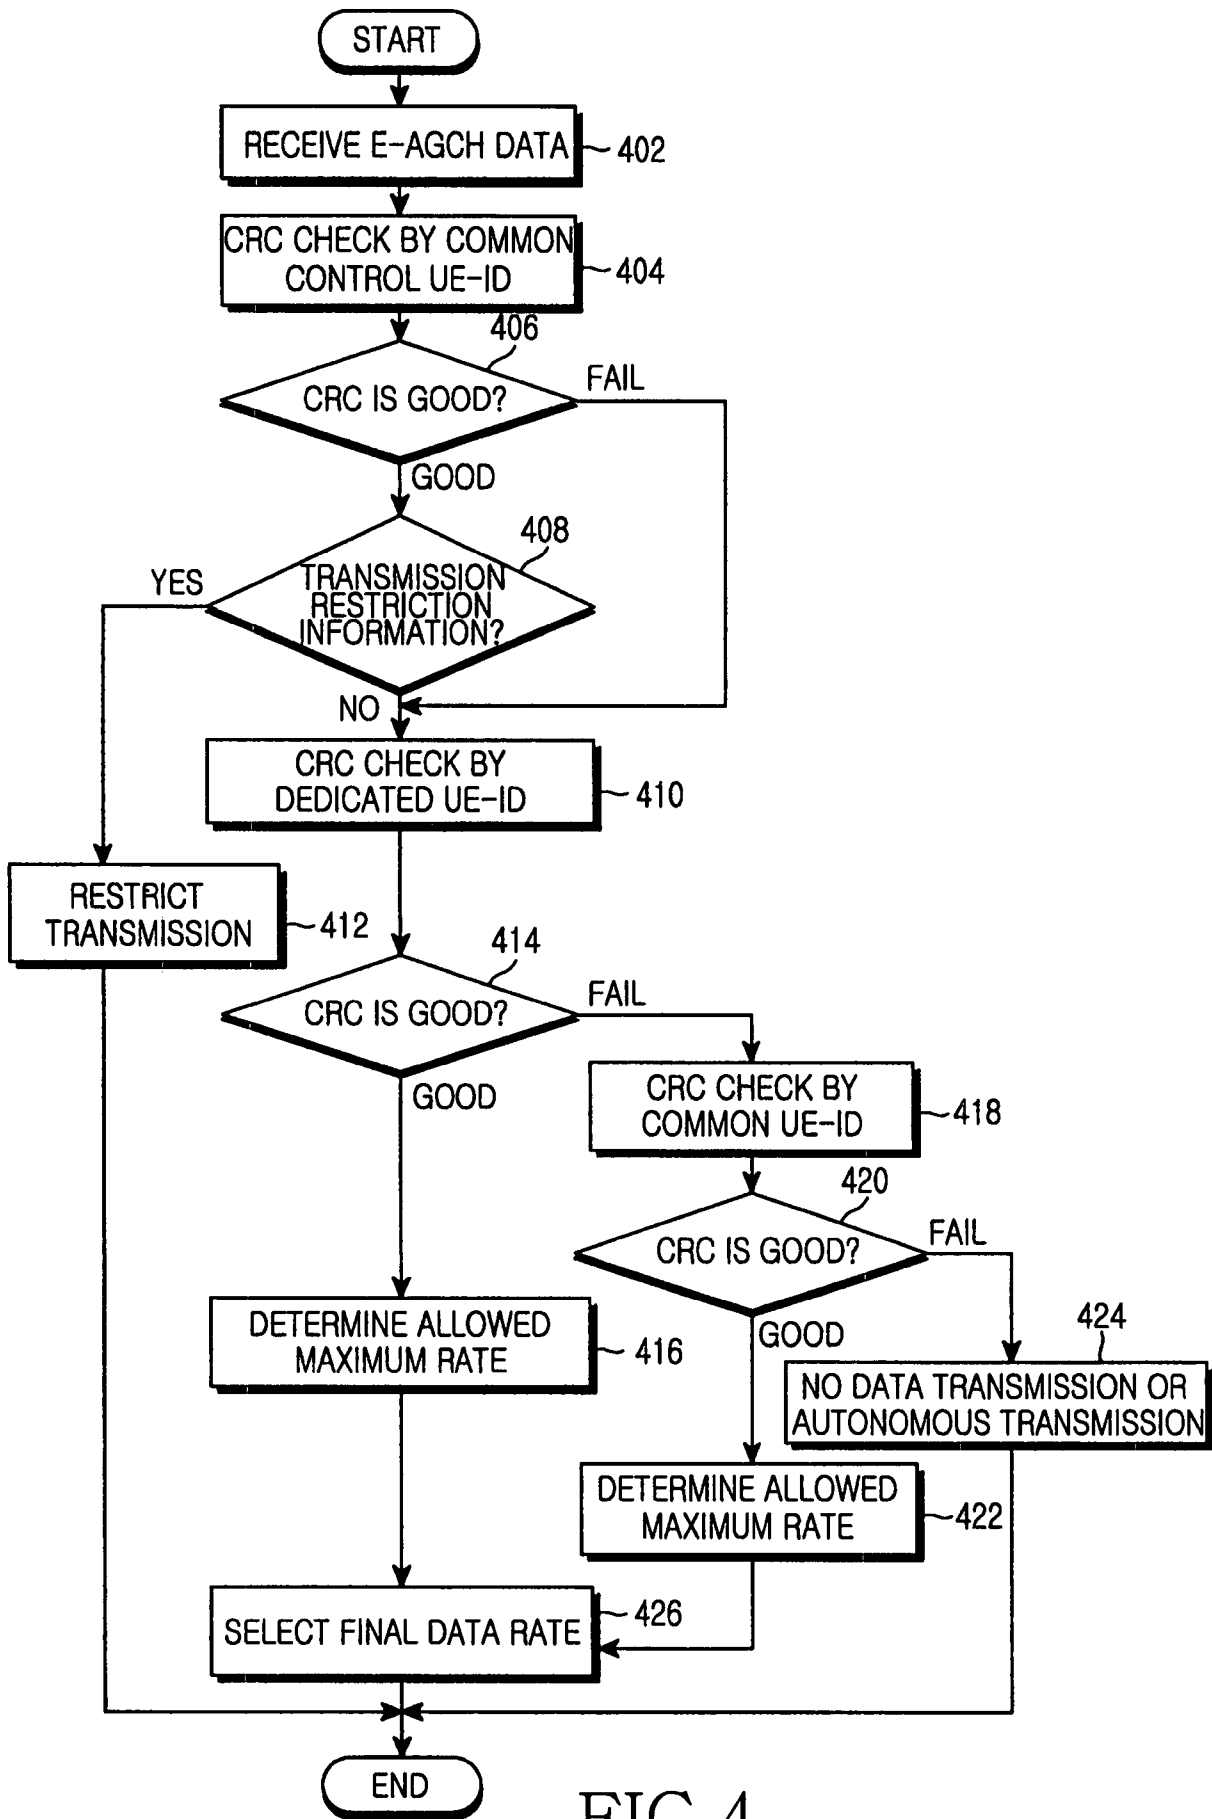 START
RECEIVE E-AGCH DATA
402
CRC CHECK BY COMMON
CONTROL UE-ID
404
406
CRC IS GOOD?
FAIL
GOOD
408
YES
TRANSMISSION
RESTRICTION
INFORMATION?
NO
CRC CHECK BY
DEDICATED UE-ID
410
RESTRICT
TRANSMISSION
412
414
CRC IS GOOD?
FAIL
GOOD
CRC CHECK BY
COMMON UE-ID
418
420
CRC IS GOOD?
FAIL
GOOD
DETERMINE ALLOWED
MAXIMUM RATE
416
424
NO DATA TRANSMISSION OR
AUTONOMOUS TRANSMISSION
DETERMINE ALLOWED
MAXIMUM RATE
422
SELECT FINAL DATA RATE
426
END
FIG.4